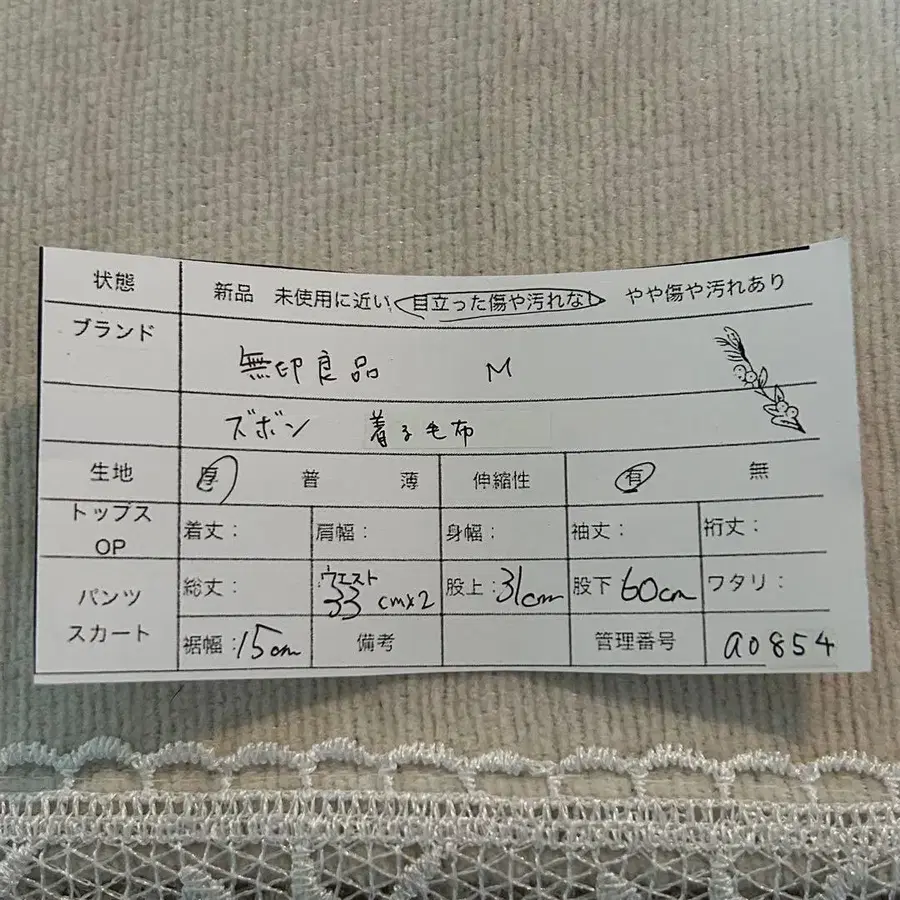 状態 新品 未使用に近い 目立った傷や汚れなし やや傷や汚れあり
ブランド 無印良品 M
ズボン 着る毛布
生地 厚 普 薄 伸縮性 有 無
トップス OP 着丈： 肩幅： 身幅： 袖丈： 裄丈：
パンツ 総丈： ウエスト 33 cm×2 股上：31cm 股下 60cm ワタリ：
スカート 裾幅：15cm 備考 管理番号 a0854